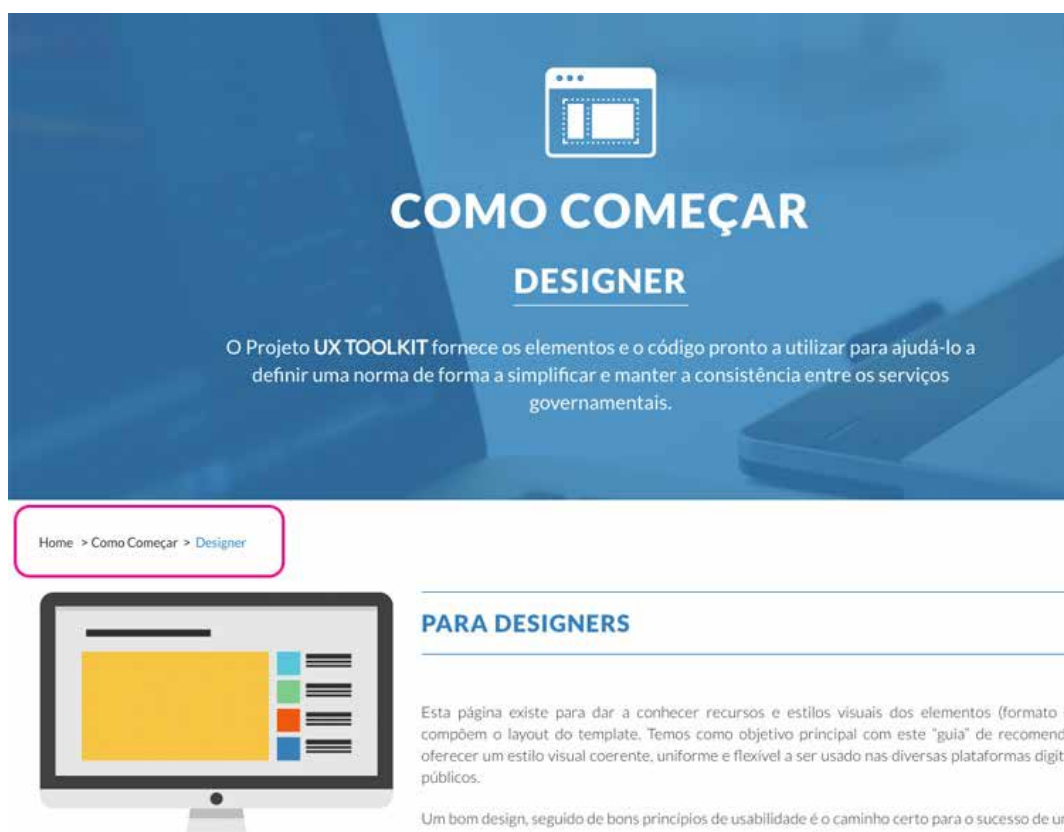 COMO COMEÇAR
DESIGNER
O Projeto UX TOOLKIT fornece os elementos e o código pronto a utilizar para ajudá-lo a
definir uma norma de forma a simplificar e manter a consistência entre os serviços
governamentais.
Home > Como Começar > Designer
PARA DESIGNERS
Esta página existe para dar a conhecer recursos e estilos visuais dos elementos (formato
compõem o layout do template. Temos como objetivo principal com este "guia" de
oferecer um estilo visual coerente, uniforme e flexível a ser usado nas diversas plataformas
públicos.
Um bom design, seguido de bons princípios de usabilidade é o caminho certo para o sucesso de